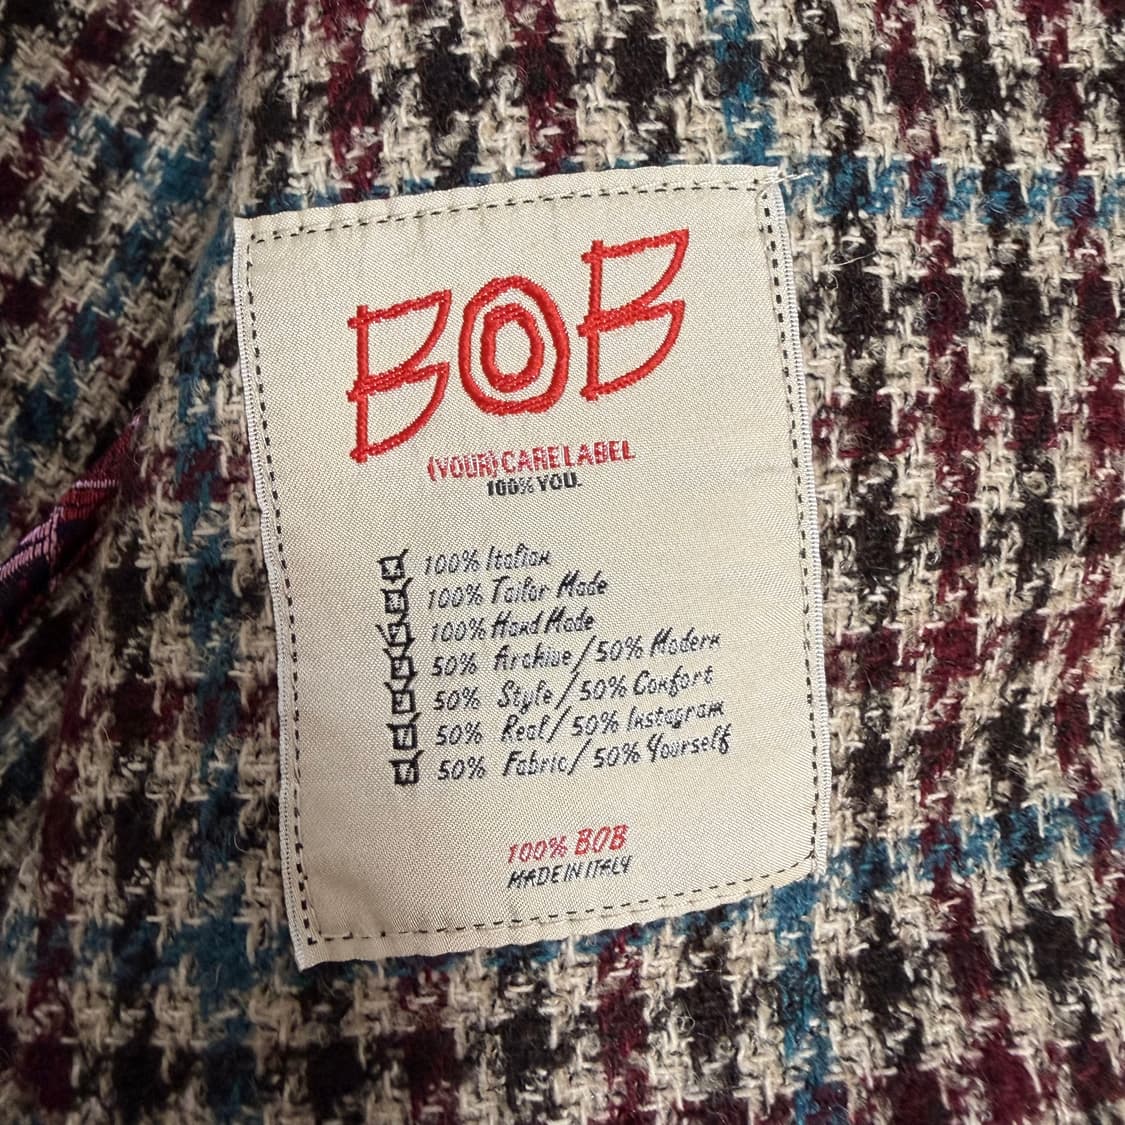 BOB
(YOUR) CARE LABEL
100% YOU.
100% Italian
100% Tailor Made
100% Hand Made
50% Archive/50% Modern
50% Style/50% Confort
50% Real/50% Instagram
50% Fabric/50% Yourself
100% BOB
MADE IN ITALY